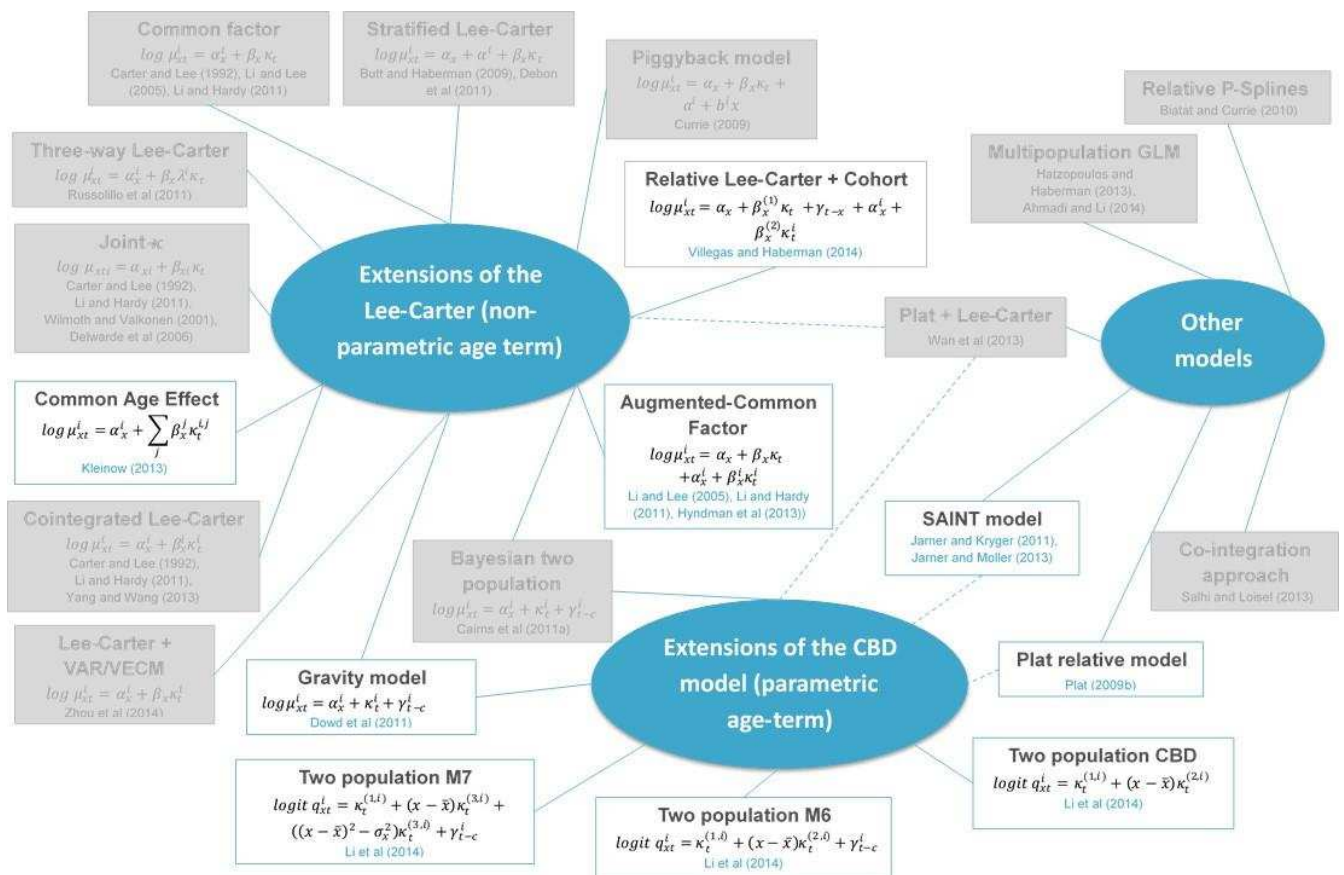 Common factor
log μ^i_xt = α^i_x + β_x κ_t
Carter and Lee (1992), Li and Lee
(2005), Li and Hardy (2011)
Stratified Lee-Carter
log μ^i_xt = α_x + α^i + β_x κ_t
Butt and Haberman (2009), Debon
et al (2011)
Piggyback model
log μ^i_xt = α_x + β_x κ_t +
a^i + b^i x
Currie (2009)
Relative P-Splines
Biatat and Currie (2010)
Three-way Lee-Carter
log μ^i_xt = α^i_x + β_x λ^i κ_t
Russolillo et al (2011)
Multipopulation GLM
Hatzopoulos and
Haberman (2013),
Ahmadi and Li (2014)
Relative Lee-Carter + Cohort
log μ^i_xt = α_x + β_x^(1) κ_t + γ_t-x + α^i_x +
β_x^(2) κ^i_t
Villegas and Haberman (2014)
Joint-κ
log μ_xti = α_xi + β_xi κ_t
Carter and Lee (1992),
Li and Hardy (2011),
Wilmoth and Valkonen (2001),
Delwarde et al (2006)
Extensions of the
Lee-Carter (non-
parametric age term)
Plat + Lee-Carter
Wan et al (2013)
Other
models
Common Age Effect
log μ^i_xt = α^i_x + ∑_j β^j_x κ^ij_t
Kleinow (2013)
Augmented-Common
Factor
log μ^i_xt = α_x + β_x κ_t
+α^i_x + β^i_x κ^i_t
Li and Lee (2005), Li and Hardy
(2011), Hyndman et al (2013))
Cointegrated Lee-Carter
log μ^i_xt = α^i_x + β^i_x κ^i_t
Carter and Lee (1992),
Li and Hardy (2011),
Yang and Wang (2013)
SAINT model
Jarner and Kryger (2011),
Jarner and Moller (2013)
Bayesian two
population
log μ^i_xt = α^i_x + κ^i_t + γ^i_t-c
Cairns et al (2011a)
Co-integration
approach
Salhi and Loisel (2013)
Lee-Carter +
VAR/VECM
log μ^i_xt = α^i_x + β_x κ^i_t
Zhou et al (2014)
Gravity model
log μ^i_xt = α^i_x + κ^i_t + γ^i_t-c
Dowd et al (2011)
Extensions of the CBD
model (parametric
age-term)
Plat relative model
Plat (2009b)
Two population M7
logit q^i_xt = κ_t^(1,i) + (x − x̄)κ_t^(3,i) +
((x − x̄)^2 − σ_x^2)κ_t^(3,i) + γ^i_t-c
Li et al (2014)
Two population M6
logit q^i_xt = κ_t^(1,i) + (x − x̄)κ_t^(2,i) + γ^i_t-c
Li et al (2014)
Two population CBD
logit q^i_xt = κ_t^(1,i) + (x − x̄)κ_t^(2,i)
Li et al (2014)